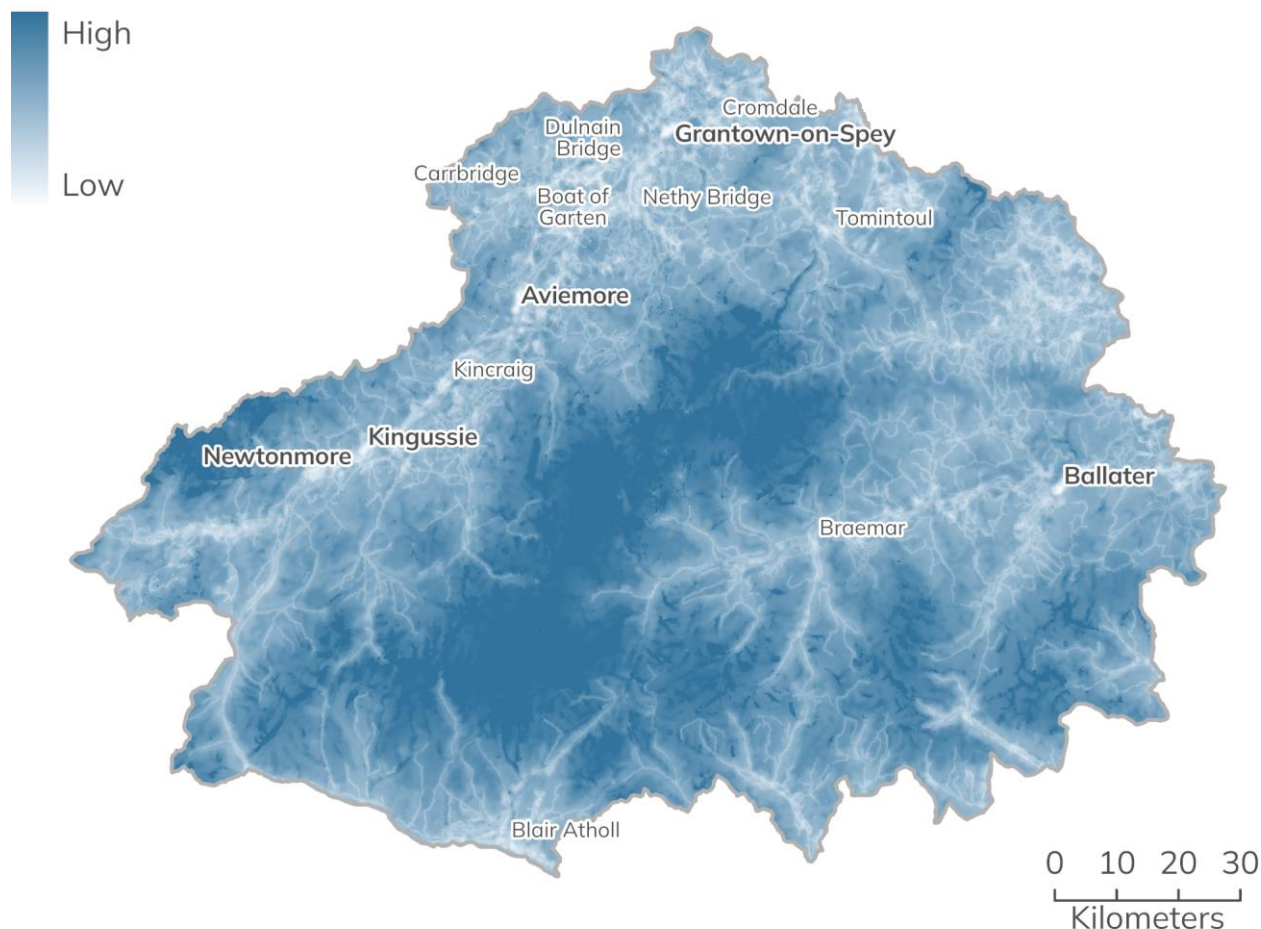 High
Low
Cromdale
Grantown-on-Spey
Dulnain
Bridge
Carrbridge
Boat of
Garten
Nethy Bridge
Tomintoul
Aviemore
Kincraig
Kingussie
Newtonmore
Ballater
Braemar
Blair Atholl
0 10 20 30
Kilometers